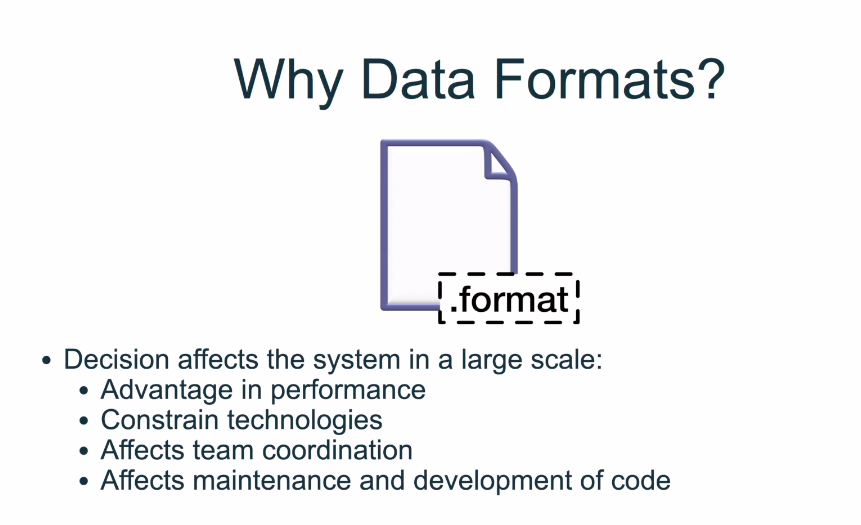 Why Data Formats?
.format
• Decision affects the system in a large scale:
• Advantage in performance
• Constrain technologies
• Affects team coordination
• Affects maintenance and development of code